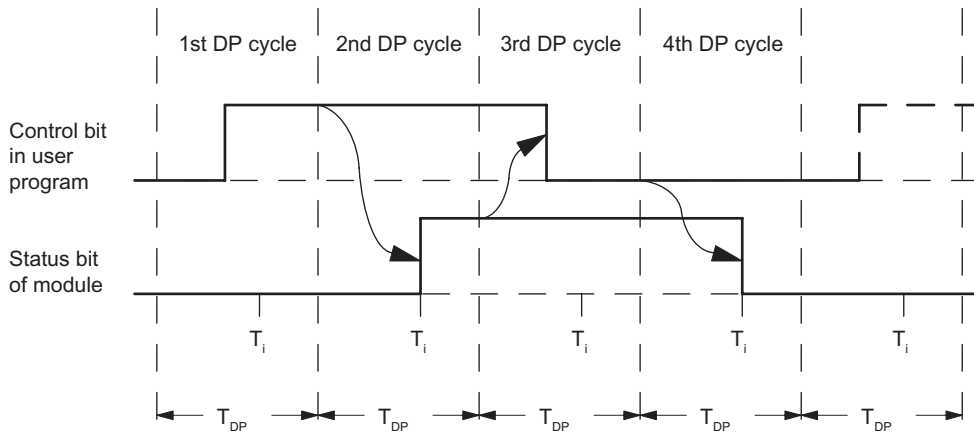 1st DP cycle 2nd DP cycle 3rd DP cycle 4th DP cycle
Control bit
in user
program
Status bit
of module
Ti Ti Ti Ti Ti
TDP TDP TDP TDP TDP